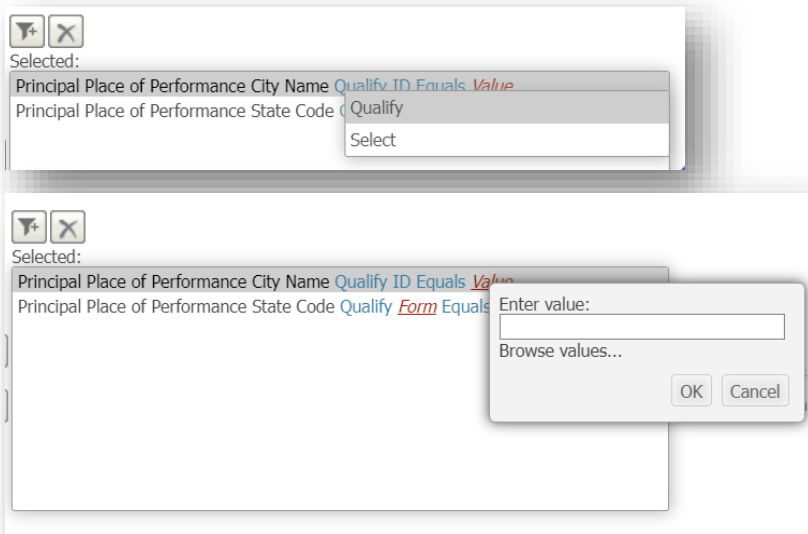 Selected:
Principal Place of Performance City Name Qualify ID Equals Value
Principal Place of Performance State Code
Qualify
Select
Selected:
Principal Place of Performance City Name Qualify ID Equals Value
Principal Place of Performance State Code Qualify Form Equals
Enter value:
Browse values...
OK Cancel